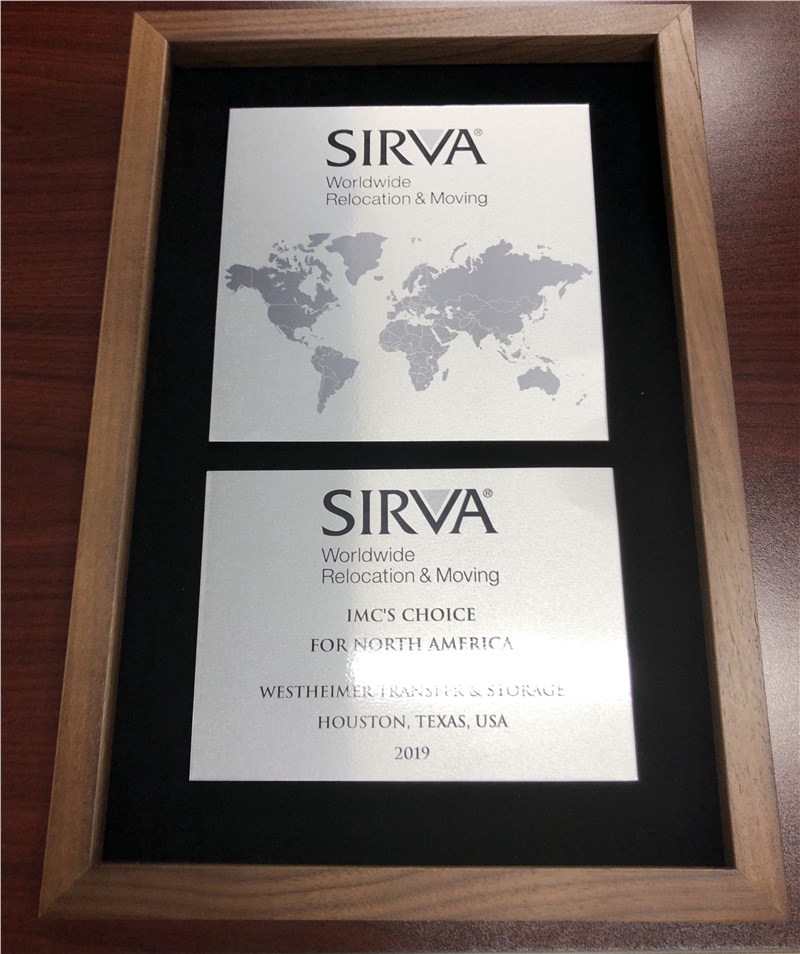 SIRVA®
Worldwide
Relocation & Moving
SIRVA®
Worldwide
Relocation & Moving
IMC'S CHOICE
FOR NORTH AMERICA
WESTHEIMER TRANSFER & STORAGE
HOUSTON, TEXAS, USA
2019